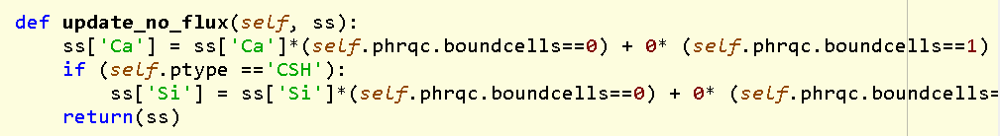 def update_no_flux(self, ss):
    ss['Ca'] = ss['Ca']*(self.phrqc.boundcells==0) + 0* (self.phrqc.boundcells==1)
    if (self.ptype =='CSH'):
        ss['Si'] = ss['Si']*(self.phrqc.boundcells==0) + 0* (self.phrqc.boundcells=
    return(ss)